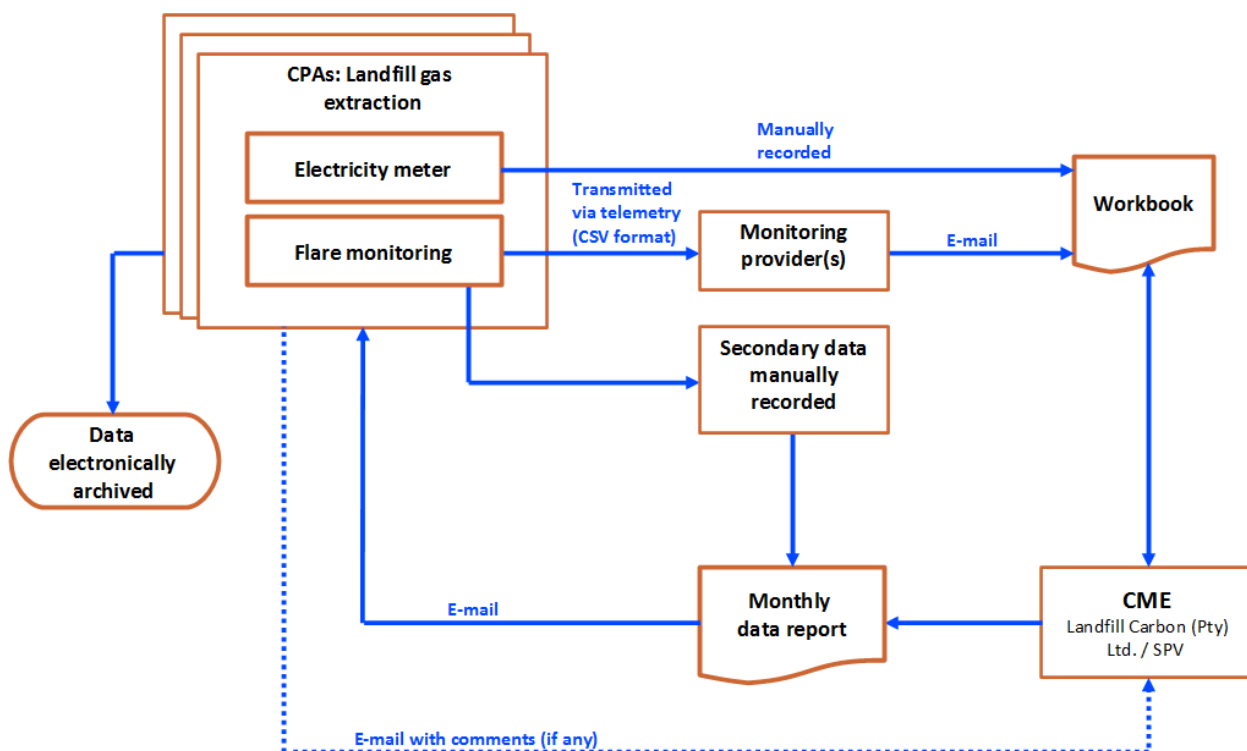 CPAs: Landfill gas
extraction
Electricity meter
Flare monitoring
Manually
recorded
Transmitted
via telemetry
(CSV format)
Monitoring
provider(s)
E-mail
Workbook
Secondary data
manually
recorded
Data
electronically
archived
E-mail
Monthly
data report
CME
Landfill Carbon (Pty)
Ltd. / SPV
E-mail with comments (if any)